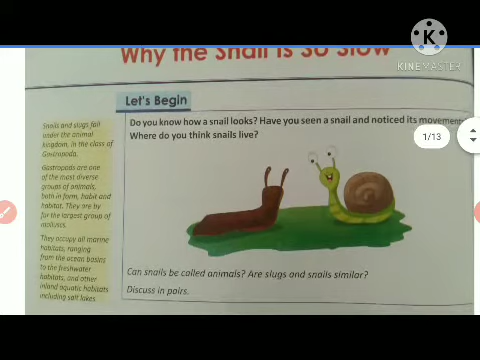 K
KINEMASTER
Why the Snail Is So Slow
Let's Begin
1/13
Do you know how a snail looks? Have you seen a snail and noticed its movement
Where do you think snails live?
Snails and slugs fall
under the animal
kingdom, in the class of
Gastropoda.
Gastropods are one
of the most diverse
groups of animals,
both in form, habit and
habitat. They are by
far the largest group of
molluscs.
They occupy all marine
habitats, ranging
from the ocean basins
to the freshwater
habitats, and other
inland aquatic habitats
including salt lakes
Can snails be called animals? Are slugs and snails similar?
Discuss in pairs.